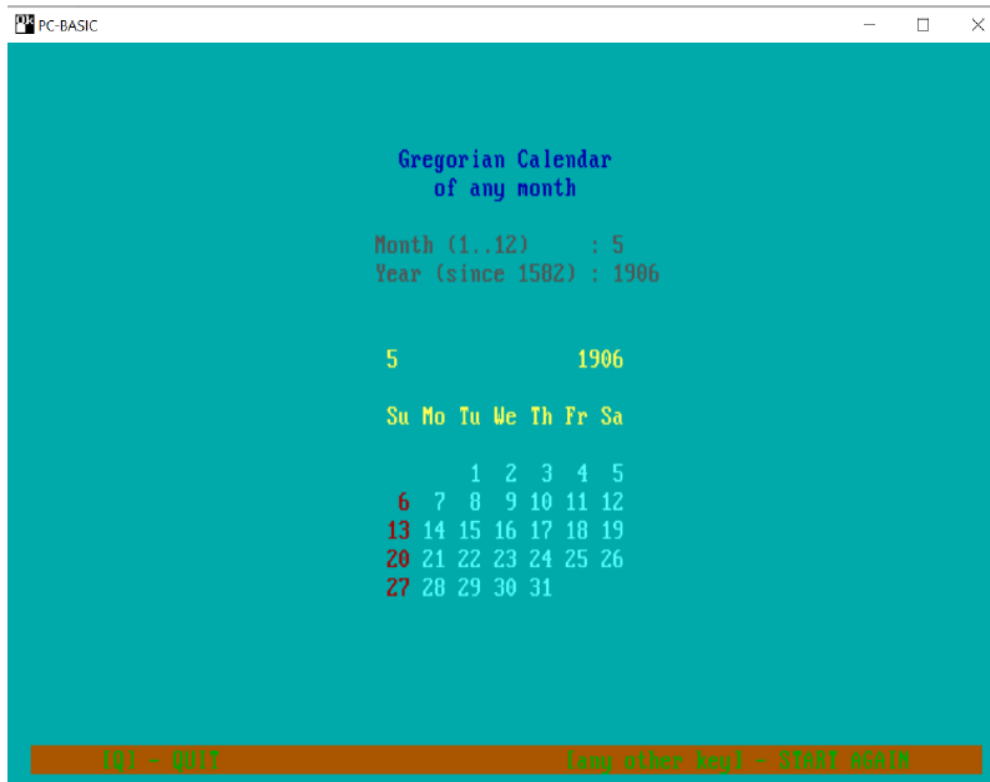 PC-BASIC
Gregorian Calendar
of any month
Month (1..12) : 5
Year (since 1582) : 1906
5 1906
Su Mo Tu We Th Fr Sa
1 2 3 4 5
6 7 8 9 10 11 12
13 14 15 16 17 18 19
20 21 22 23 24 25 26
27 28 29 30 31
[Q] - QUIT [any other key] - START AGAIN